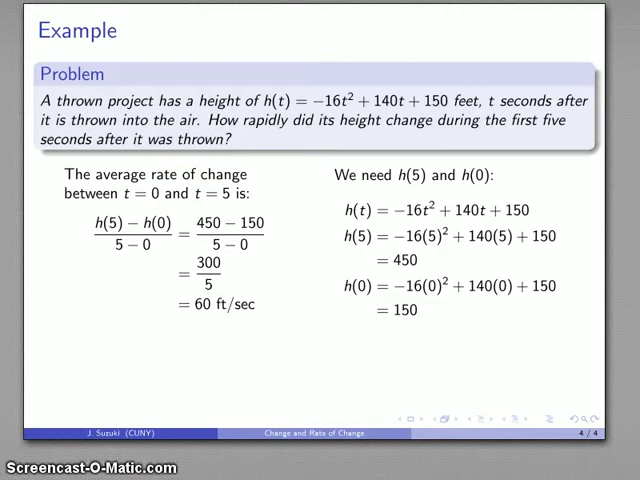 Example
Problem
A thrown project has a height of h(t) = −16t² + 140t + 150 feet, t seconds after
it is thrown into the air. How rapidly did its height change during the first five
seconds after it was thrown?
The average rate of change
between t = 0 and t = 5 is:
h(5) − h(0) / 5 − 0 = 450 − 150 / 5 − 0
= 300 / 5
= 60 ft/sec
We need h(5) and h(0):
h(t) = −16t² + 140t + 150
h(5) = −16(5)² + 140(5) + 150
= 450
h(0) = −16(0)² + 140(0) + 150
= 150
J. Suzuki (CUNY)
Change and Rate of Change
4 / 4
Screencast-O-Matic.com